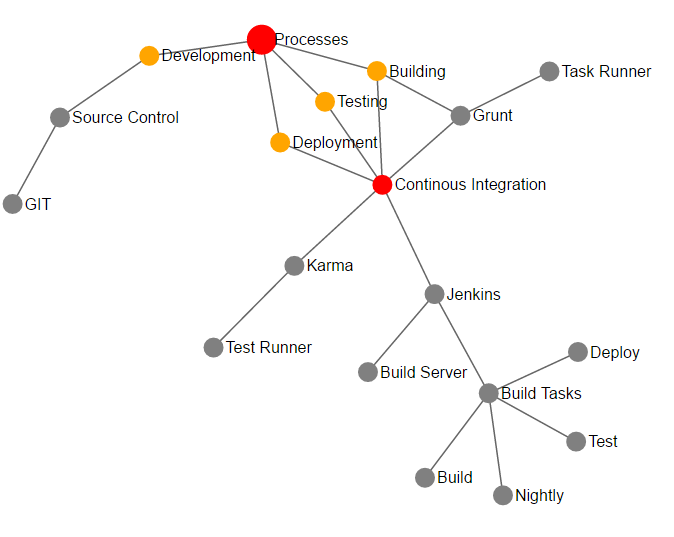 Processes
Development
Building
Task Runner
Testing
Source Control
Grunt
Deployment
Continous Integration
GIT
Karma
Jenkins
Test Runner
Deploy
Build Server
Build Tasks
Test
Build
Nightly